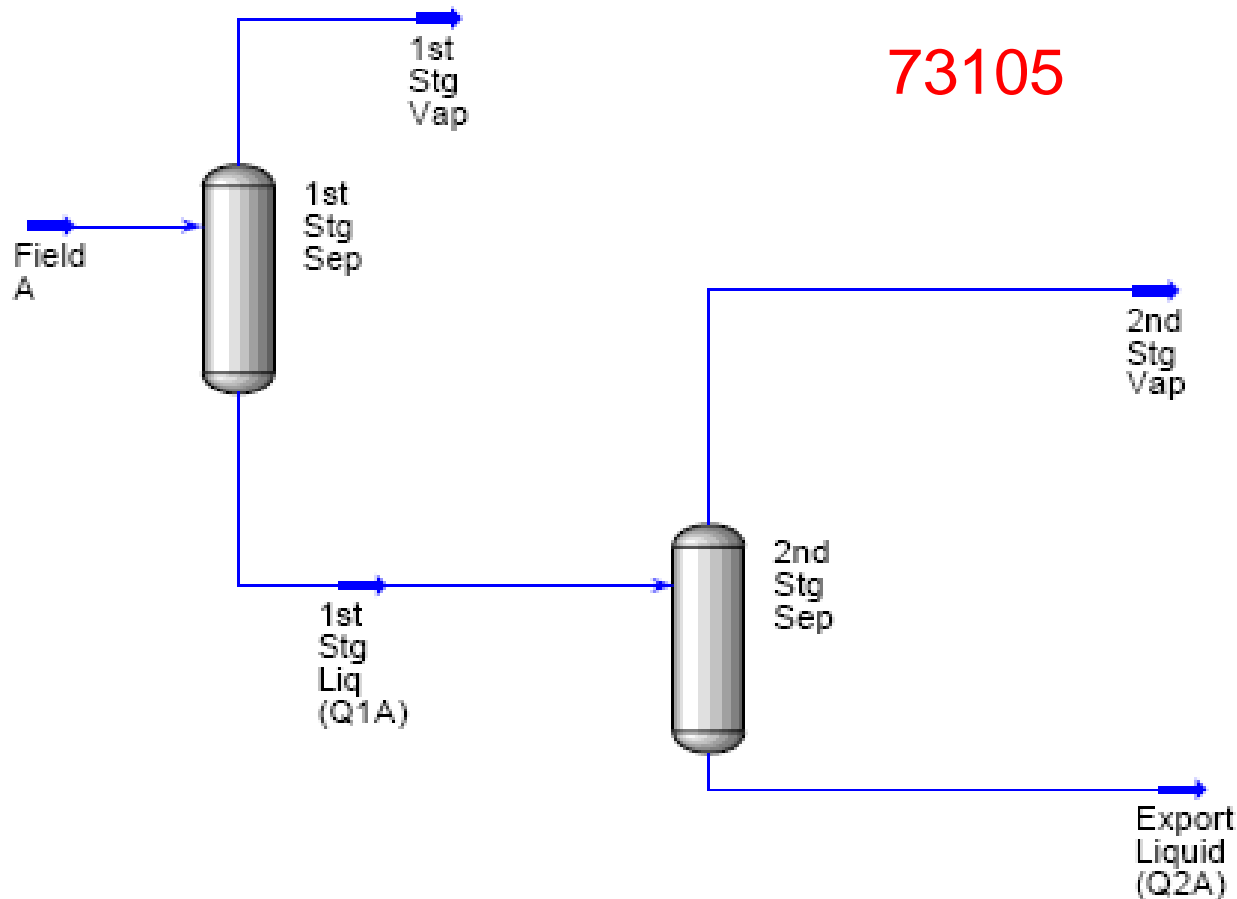 1st
Stg
Vap
73105
1st
Stg
Sep
Field
A
2nd
Stg
Vap
2nd
Stg
Sep
1st
Stg
Liq
(Q1A)
Export
Liquid
(Q2A)